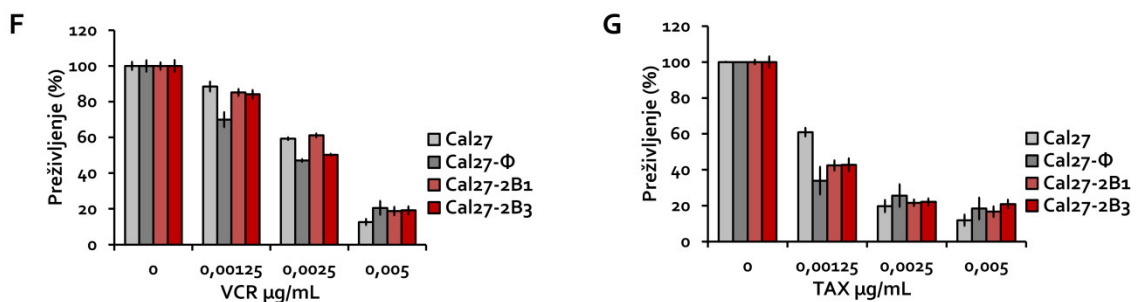 F
120
100
80
60
40
20
0
Preživljenje (%)
0 0,00125 0,0025 0,005
VCR µg/mL
Cal27
Cal27-Φ
Cal27-2B1
Cal27-2B3
G
120
100
80
60
40
20
0
Preživljenje (%)
0 0,00125 0,0025 0,005
TAX µg/mL
Cal27
Cal27-Φ
Cal27-2B1
Cal27-2B3